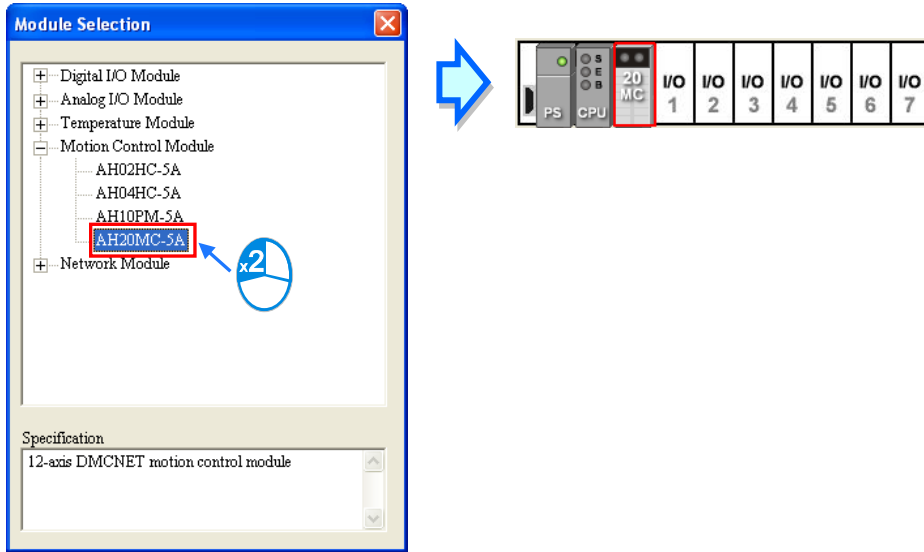 Module Selection
Digital I/O Module
Analog I/O Module
Temperature Module
Motion Control Module
AH02HC-5A
AH04HC-5A
AH10PM-5A
AH20MC-5A
Network Module
x2
Specification
12-axis DMCNET motion control module
PS
S
E
B
CPU
20
MC
I/O
1
I/O
2
I/O
3
I/O
4
I/O
5
I/O
6
I/O
7